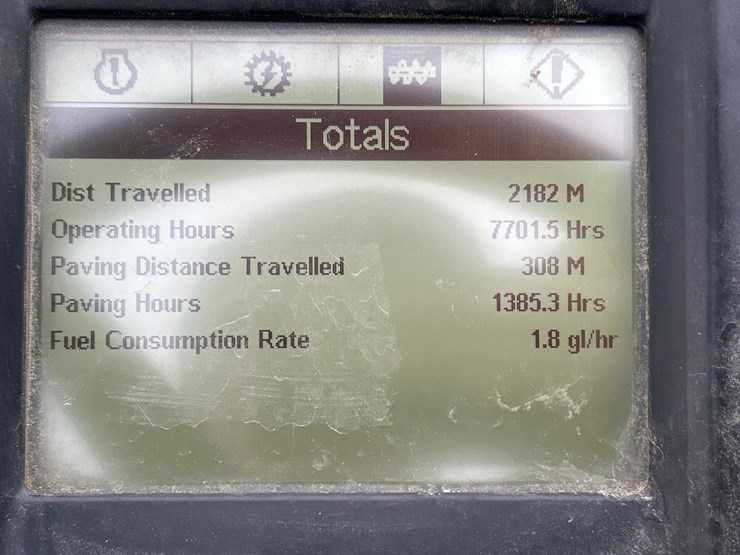 Totals
Dist Travelled 2182 M
Operating Hours 7701.5 Hrs
Paving Distance Travelled 308 M
Paving Hours 1385.3 Hrs
Fuel Consumption Rate 1.8 gl/hr